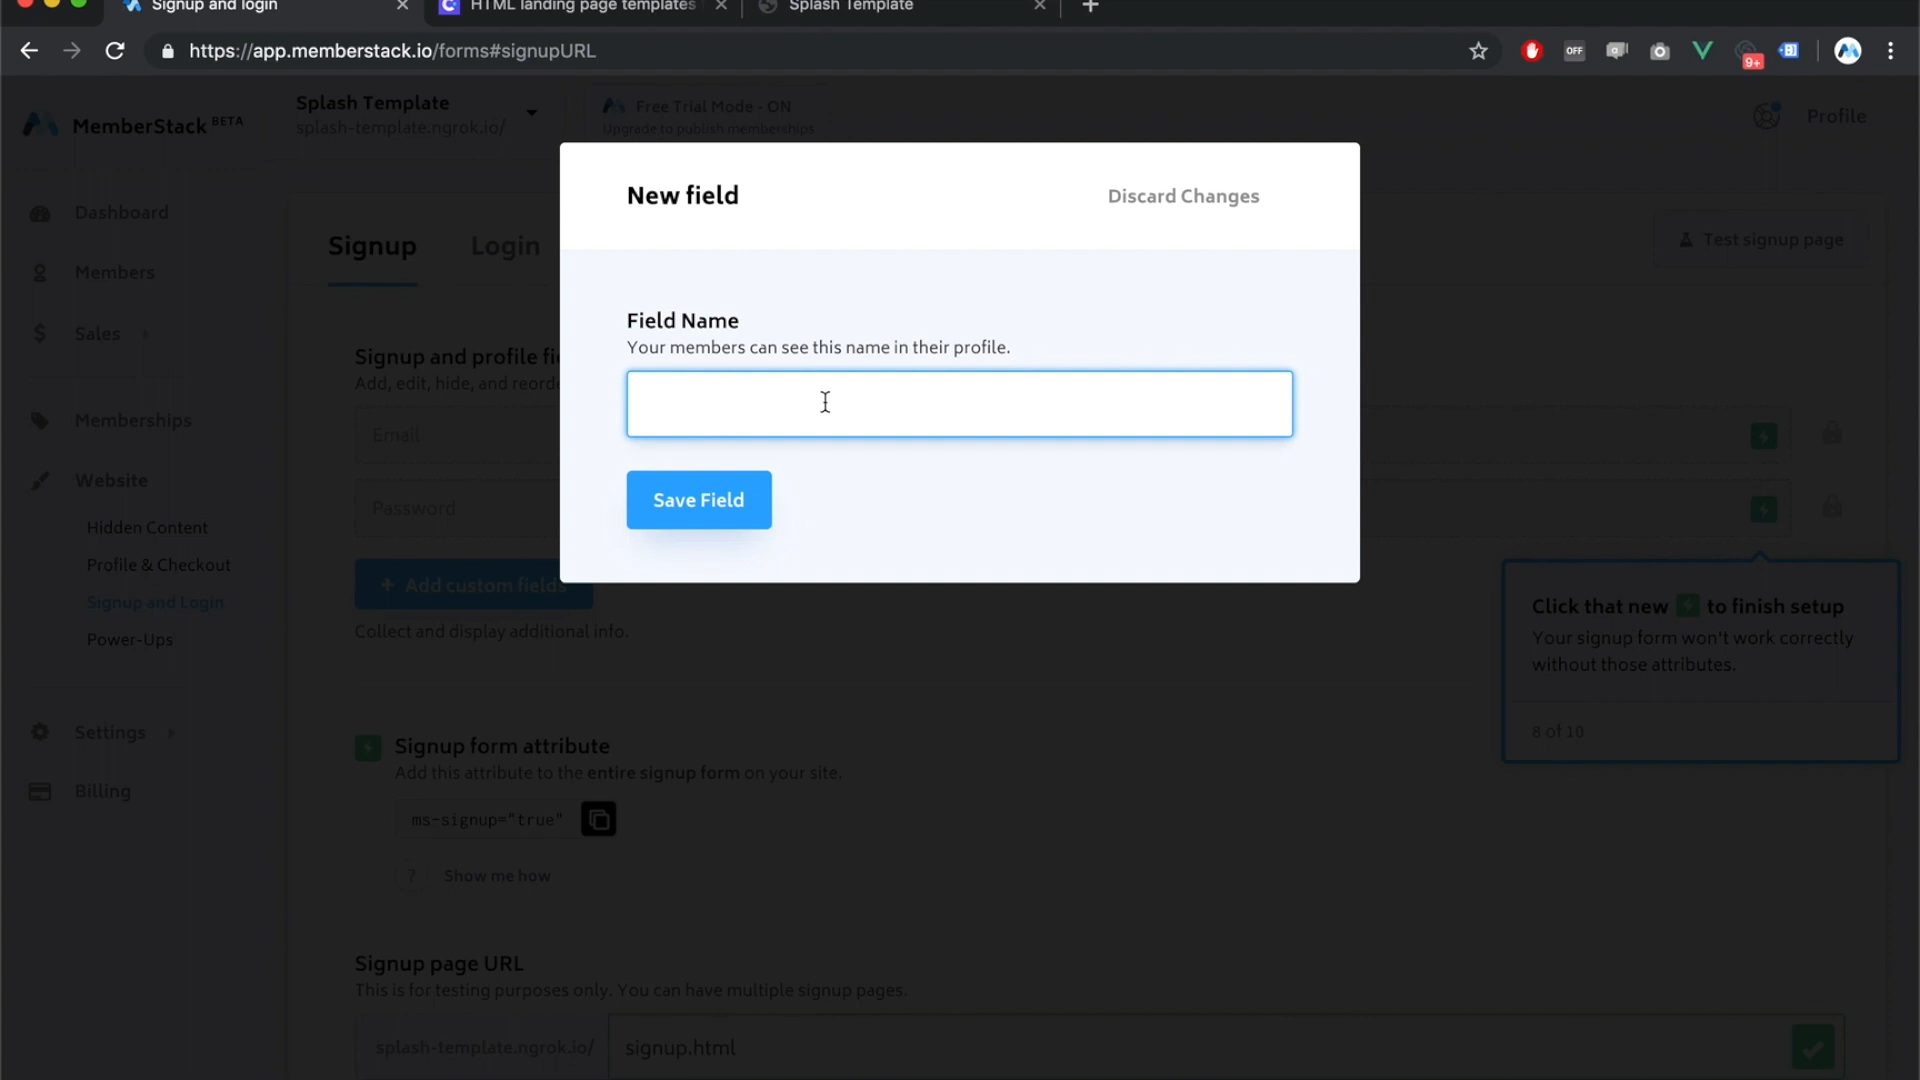 Signup and login
HTML landing page templates
Splash Template
https://app.memberstack.io/forms#signupURL
OFF
9+
MemberStack BETA
Splash Template
splash-template.ngrok.io/
Free Trial Mode - ON
Upgrade to publish memberships
Profile
Dashboard
Members
Sales
Memberships
Website
Hidden Content
Profile & Checkout
Signup and Login
Power-Ups
Settings
Billing
Signup
Login
Test signup page
New field
Discard Changes
Field Name
Your members can see this name in their profile.
Save Field
Signup and profile fi
Add, edit, hide, and reorde
Email
Password
+ Add custom fields
Collect and display additional info.
Click that new to finish setup
Your signup form won't work correctly
without those attributes.
8 of 10
Signup form attribute
Add this attribute to the entire signup form on your site.
ms-signup="true"
? Show me how
Signup page URL
This is for testing purposes only. You can have multiple signup pages.
splash-template.ngrok.io/
signup.html